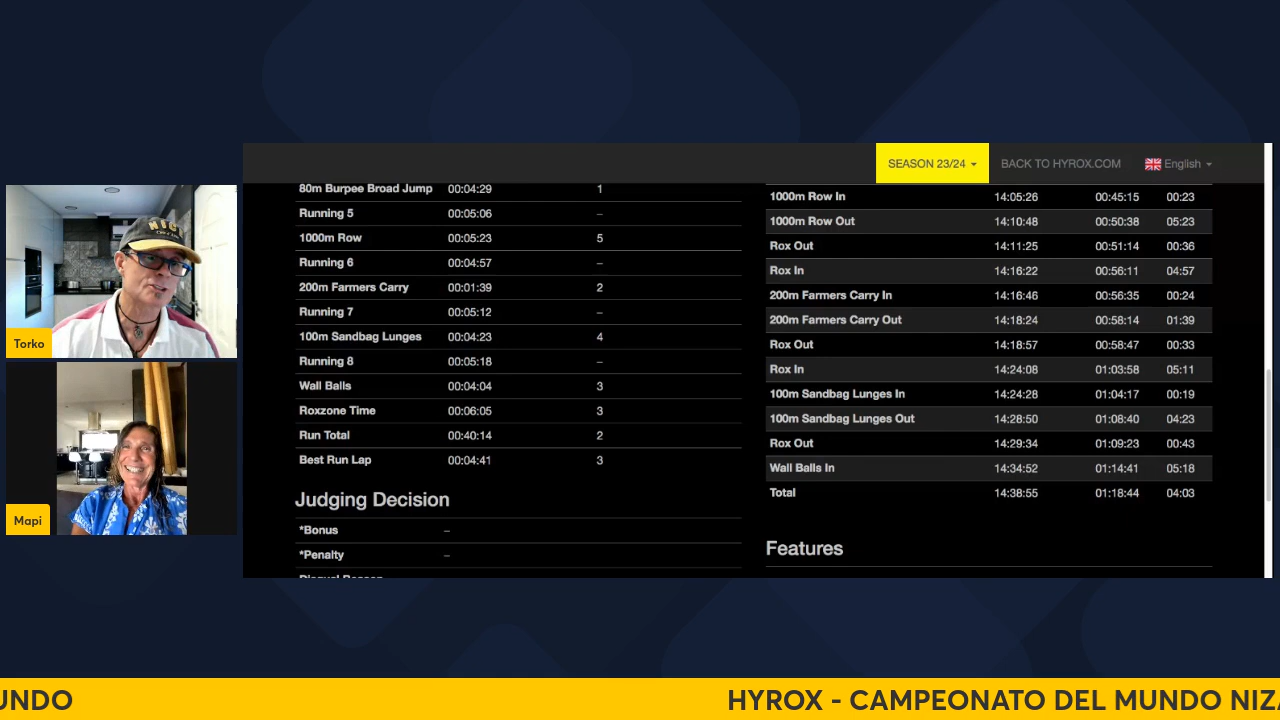 SEASON 23/24
BACK TO HYROX.COM
English
80m Burpee Broad Jump 00:04:29 1
Running 5 00:05:06 –
1000m Row 00:05:23 5
Running 6 00:04:57 –
200m Farmers Carry 00:01:39 2
Running 7 00:05:12 –
100m Sandbag Lunges 00:04:23 4
Running 8 00:05:18 –
Wall Balls 00:04:04 3
Roxzone Time 00:06:05 3
Run Total 00:40:14 2
Best Run Lap 00:04:41 3
Judging Decision
*Bonus –
*Penalty –
1000m Row In 14:05:26 00:45:15 00:23
1000m Row Out 14:10:48 00:50:38 05:23
Rox Out 14:11:25 00:51:14 00:36
Rox In 14:16:22 00:56:11 04:57
200m Farmers Carry In 14:16:46 00:56:35 00:24
200m Farmers Carry Out 14:18:24 00:58:14 01:39
Rox Out 14:18:57 00:58:47 00:33
Rox In 14:24:08 01:03:58 05:11
100m Sandbag Lunges In 14:24:28 01:04:17 00:19
100m Sandbag Lunges Out 14:28:50 01:08:40 04:23
Rox Out 14:29:34 01:09:23 00:43
Wall Balls In 14:34:52 01:14:41 05:18
Total 14:38:55 01:18:44 04:03
Features
Torko
Mapi
UNDO
HYROX - CAMPEONATO DEL MUNDO NIZ